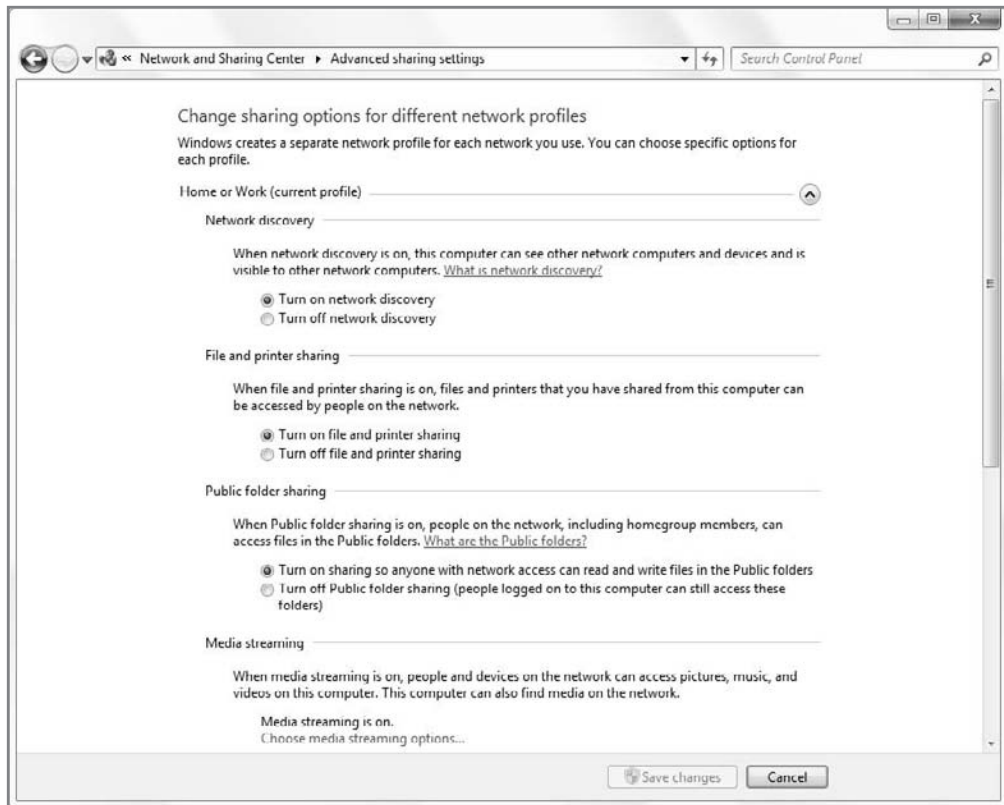 « Network and Sharing Center ▸ Advanced sharing settings
Search Control Panel
Change sharing options for different network profiles
Windows creates a separate network profile for each network you use. You can choose specific options for
each profile.
Home or Work (current profile)
Network discovery
When network discovery is on, this computer can see other network computers and devices and is
visible to other network computers. What is network discovery?
Turn on network discovery
Turn off network discovery
File and printer sharing
When file and printer sharing is on, files and printers that you have shared from this computer can
be accessed by people on the network.
Turn on file and printer sharing
Turn off file and printer sharing
Public folder sharing
When Public folder sharing is on, people on the network, including homegroup members, can
access files in the Public folders. What are the Public folders?
Turn on sharing so anyone with network access can read and write files in the Public folders
Turn off Public folder sharing (people logged on to this computer can still access these
folders)
Media streaming
When media streaming is on, people and devices on the network can access pictures, music, and
videos on this computer. This computer can also find media on the network.
Media streaming is on.
Choose media streaming options...
Save changes
Cancel